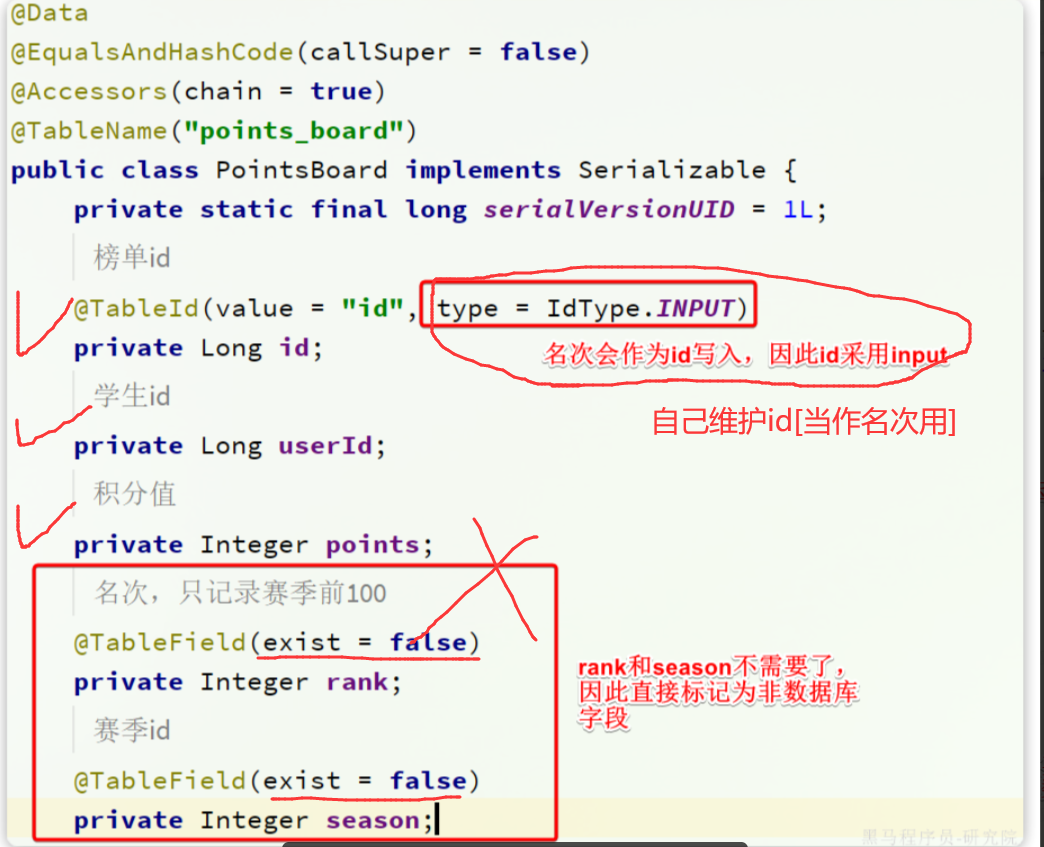 @Data
@EqualsAndHashCode(callSuper = false)
@Accessors(chain = true)
@TableName("points_board")
public class PointsBoard implements Serializable {
private static final long serialVersionUID = 1L;
榜单id
@TableId(value = "id", type = IdType.INPUT)
名次会作为id写入，因此id采用input
private Long id;
学生id
自己维护id[当作名次用]
private Long userId;
积分值
private Integer points;
名次，只记录赛季前100
@TableField(exist = false)
private Integer rank;
rank和season不需要了，
因此直接标记为非数据库
字段
赛季id
@TableField(exist = false)
private Integer season;
黑马程序员-研究院